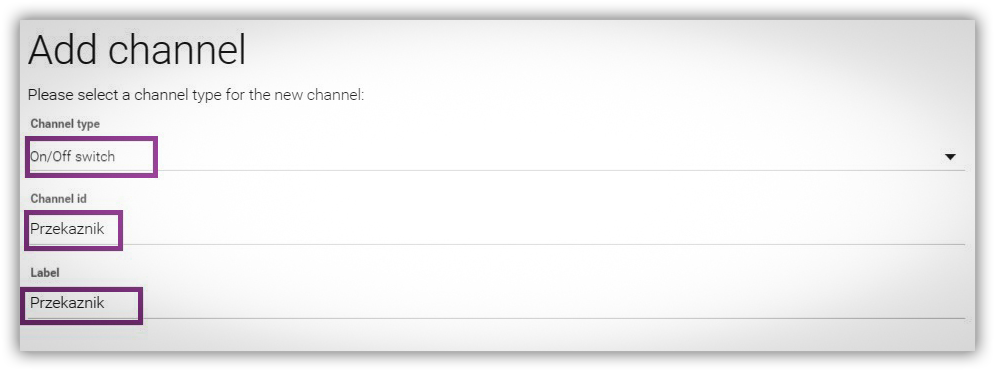 Add channel
Please select a channel type for the new channel:
Channel type
On/Off switch
Channel id
Przekaznik
Label
Przekaznik